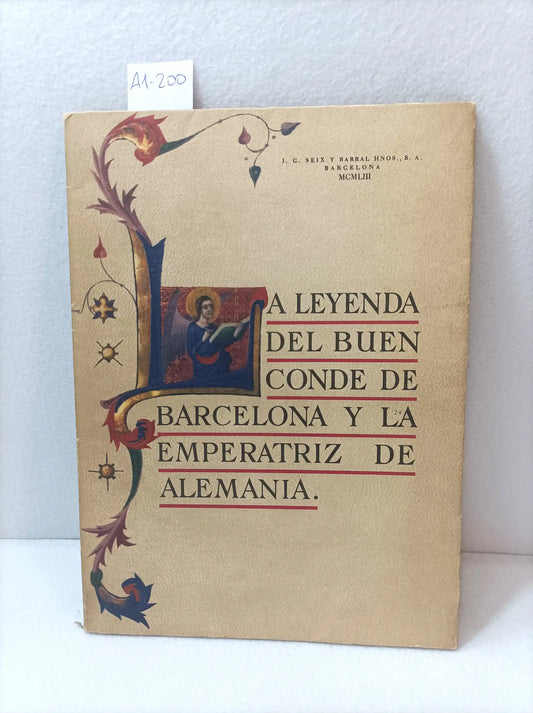 A1-200
I. G. SEIX Y BARRAL HNOS., S. A.
BARCELONA
MCMLIII
LA LEYENDA
DEL BUEN
CONDE DE
BARCELONA Y LA
EMPERATRIZ DE
ALEMANIA.